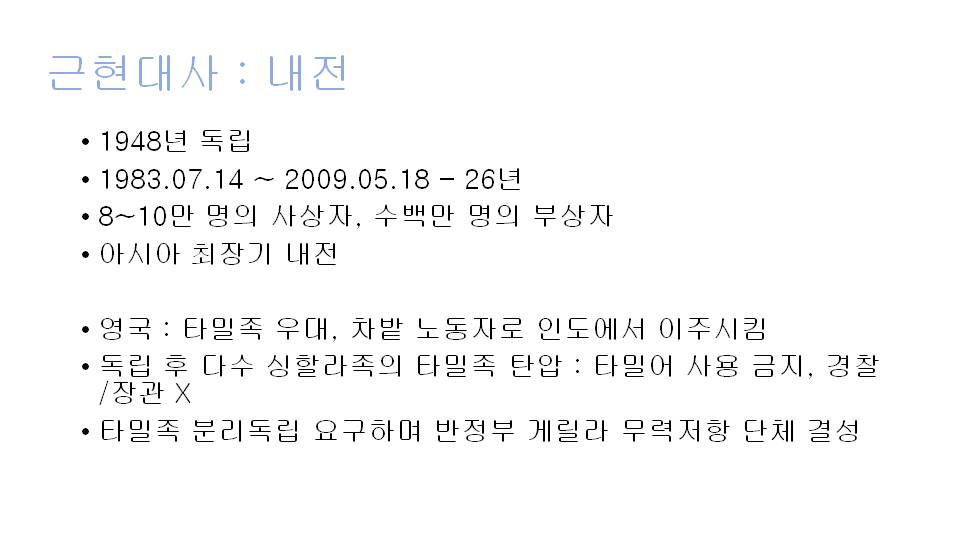 근현대사 : 내전
• 1948년 독립
• 1983.07.14 ~ 2009.05.18 – 26년
• 8~10만 명의 사상자, 수백만 명의 부상자
• 아시아 최장기 내전
• 영국 : 타밀족 우대, 차밭 노동자로 인도에서 이주시킴
• 독립 후 다수 싱할라족의 타밀족 탄압 : 타밀어 사용 금지, 경찰
/장관 X
• 타밀족 분리독립 요구하며 반정부 게릴라 무력저항 단체 결성